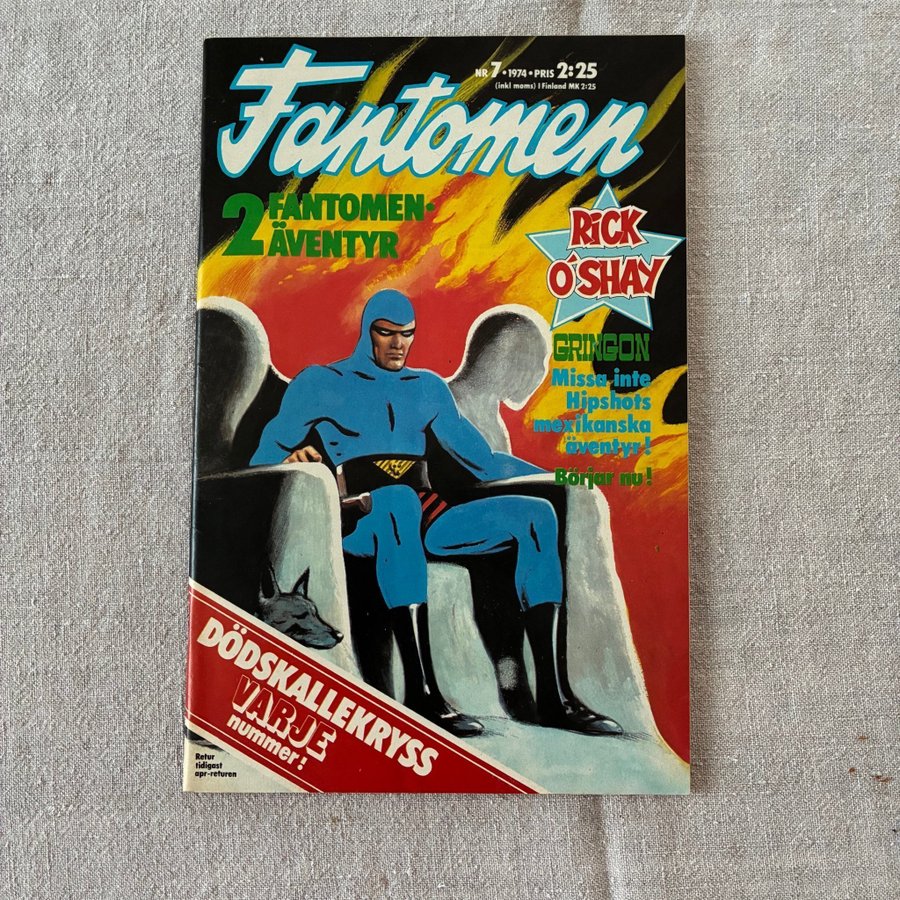 NR 7 • 1974 • PRIS 2:25
(inkl moms) I Finland MK 2:25
Fantomen
2 FANTOMEN-
ÄVENTYR
RICK
O'SHAY
GRINGON
Missa inte
Hipshots
mexikanska
äventyr!
Börjar nu!
DÖDSKALLEKRYSS
VARJE
nummer!
Retur
tidigast
apr-returen